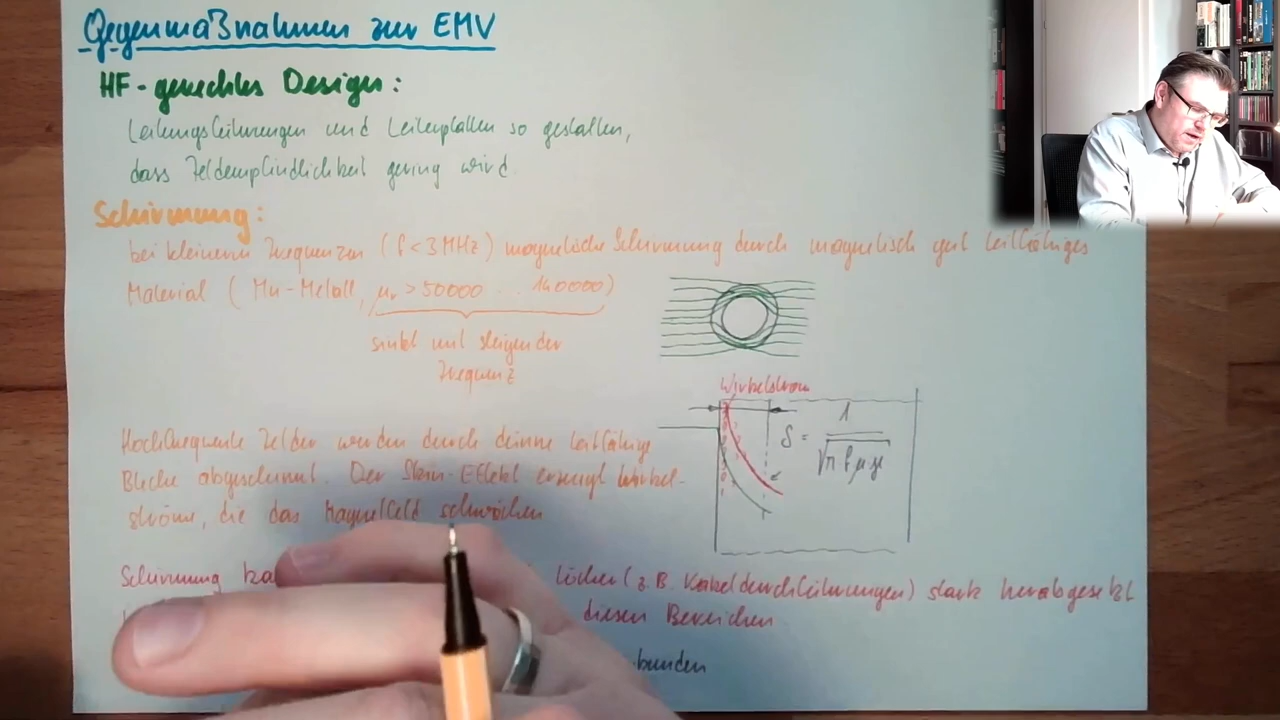 Gegenmaßnahmen zur EMV
HF-gerechtes Design:
Leitungsführungen und Leiterplatten so gestalten,
dass Feldempfindlichkeit gering wird.
Schirmung:
bei kleinern Frequenzen (f < 3 MHz) magnetische Schirmung durch magnetisch gut leitfähiges
Material (Mu-Metall, μr > 50000 .. 140000)
sinkt mit steigender
Frequenz
Wirbelstrom
δ = 1/√(π f μ ϰ)
Hochfrequente Felder werden durch dünne leitfähige
Bleche abgeschirmt. Der Skin-Effekt erzeugt Wirbel-
ströme, die das Magnetfeld schwächen
Schirmung Löcher (z.B. Kabeldurchführungen) stark herabgesetzt
diesen Bereichen
bunden